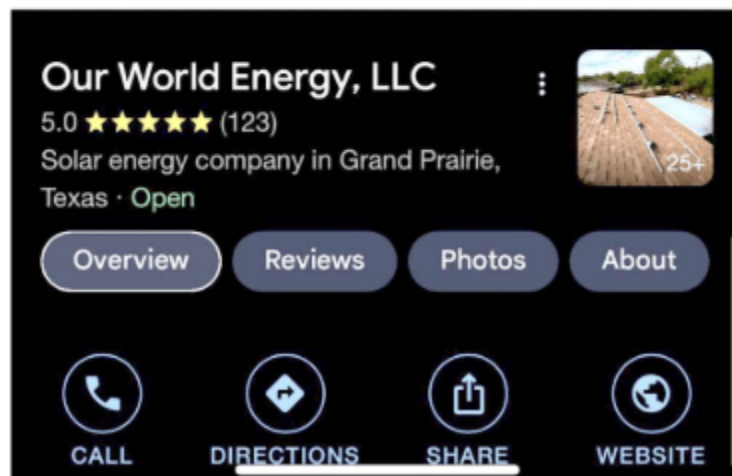 Our World Energy, LLC
5.0 ★★★★★ (123)
Solar energy company in Grand Prairie,
Texas · Open
25+
Overview Reviews Photos About
CALL DIRECTIONS SHARE WEBSITE